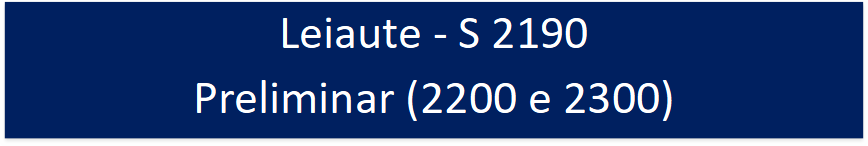 Leiaute - S 2190
Preliminar (2200 e 2300)